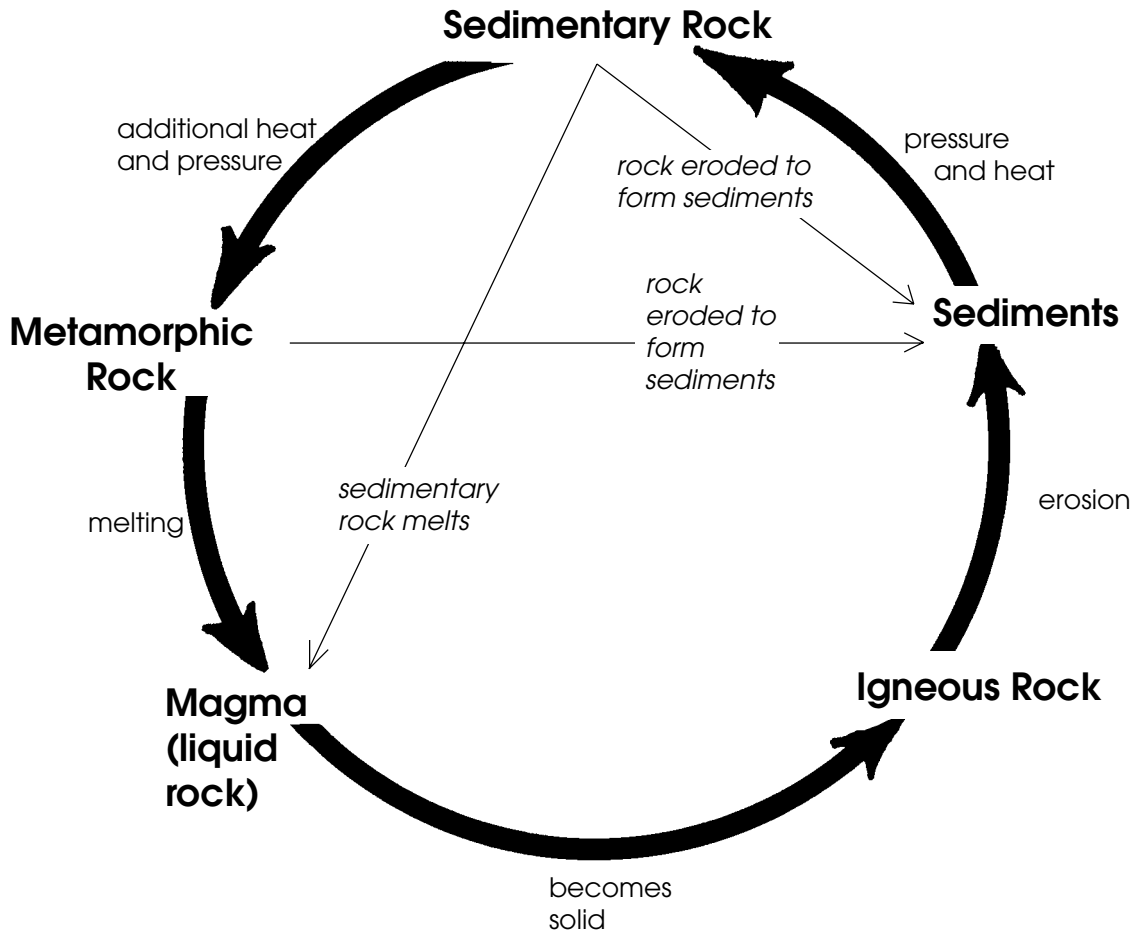 Sedimentary Rock
additional heat
and pressure
pressure
and heat
rock eroded to
form sediments
rock
eroded to
form
sediments
Sediments
Metamorphic
Rock
sedimentary
rock melts
melting
erosion
Magma
(liquid
rock)
Igneous Rock
becomes
solid